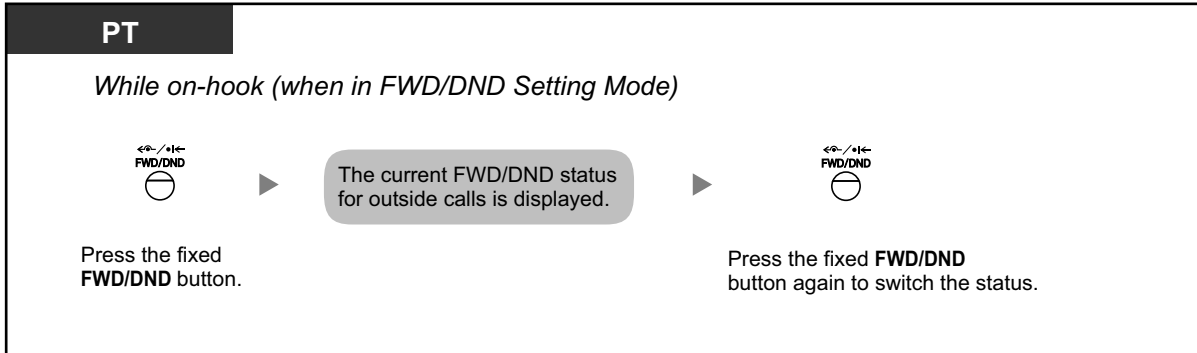 PT
While on-hook (when in FWD/DND Setting Mode)
FWD/DND
The current FWD/DND status
for outside calls is displayed.
FWD/DND
Press the fixed
FWD/DND button.
Press the fixed FWD/DND
button again to switch the status.